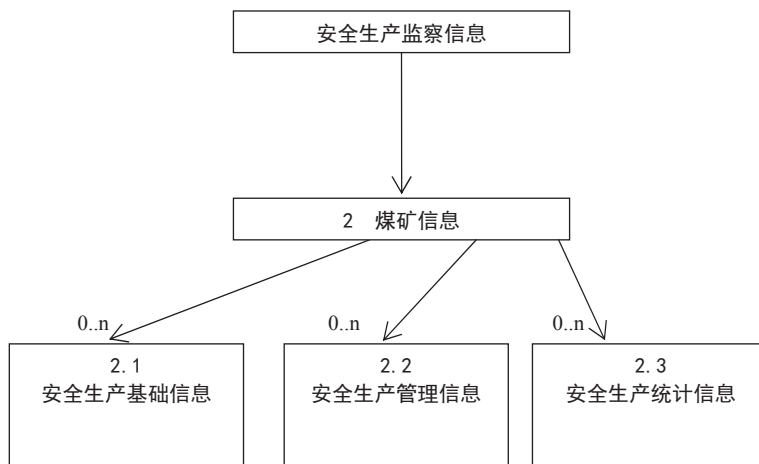 安全生产监察信息
2 煤矿信息
0..n
0..n
0..n
2.1
安全生产基础信息
2.2
安全生产管理信息
2.3
安全生产统计信息